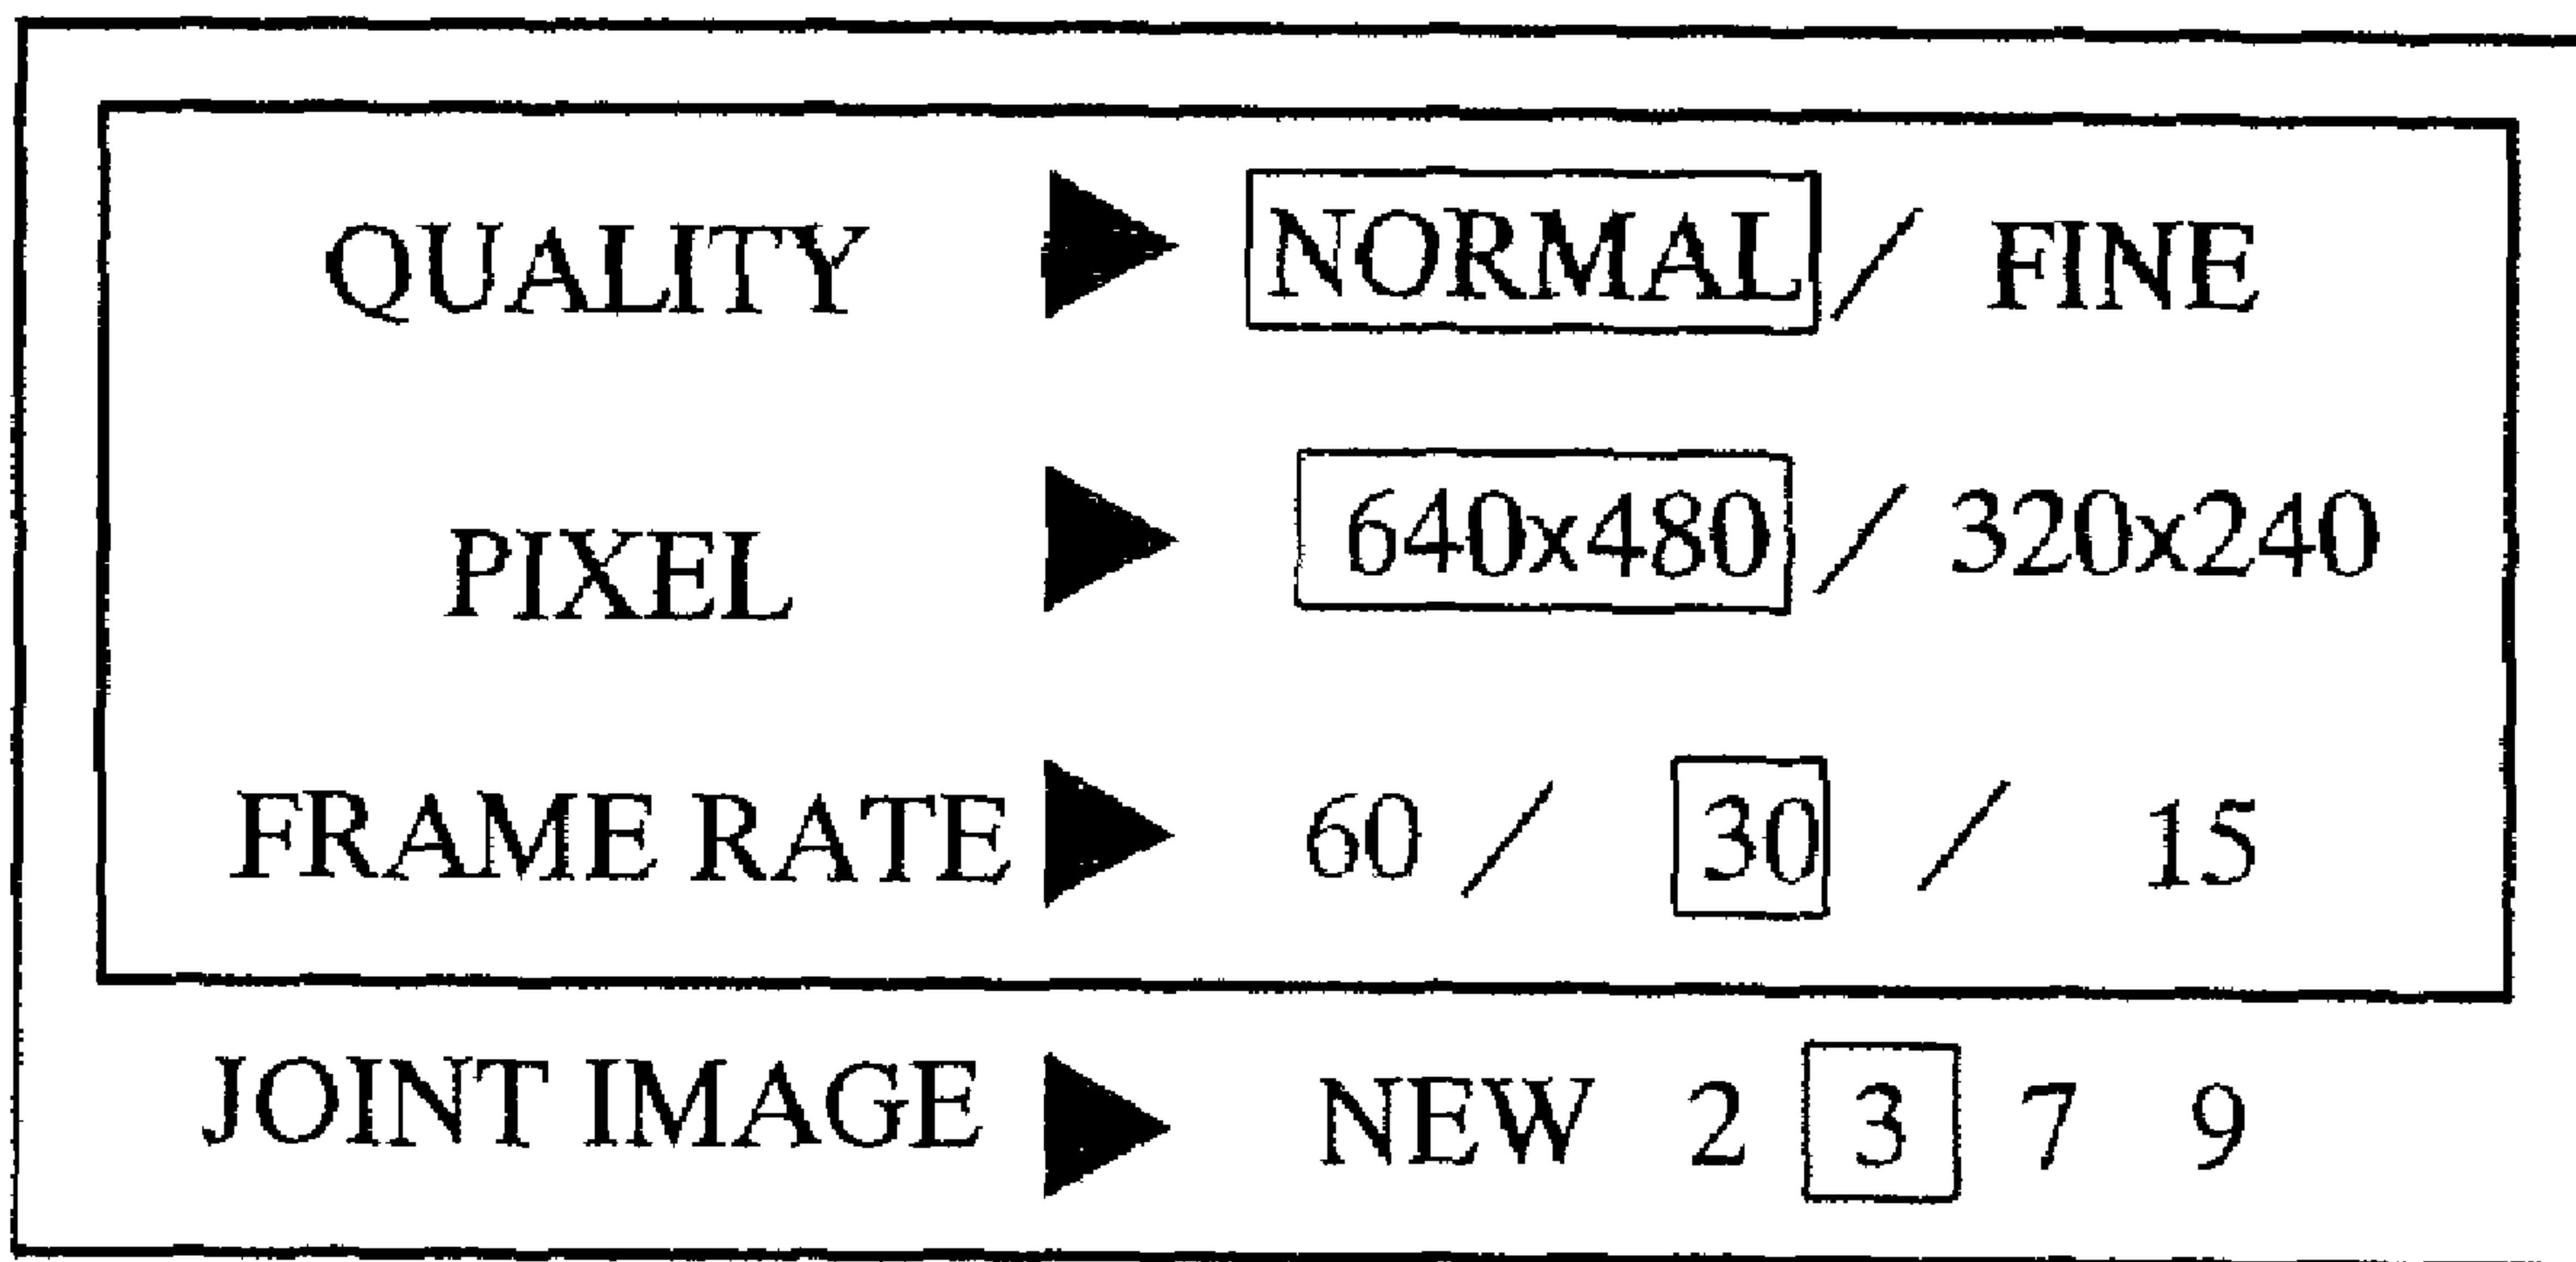 QUALITY ▶ NORMAL / FINE
PIXEL ▶ 640x480 / 320x240
FRAME RATE ▶ 60 / 30 / 15
JOINT IMAGE ▶ NEW 2 3 7 9